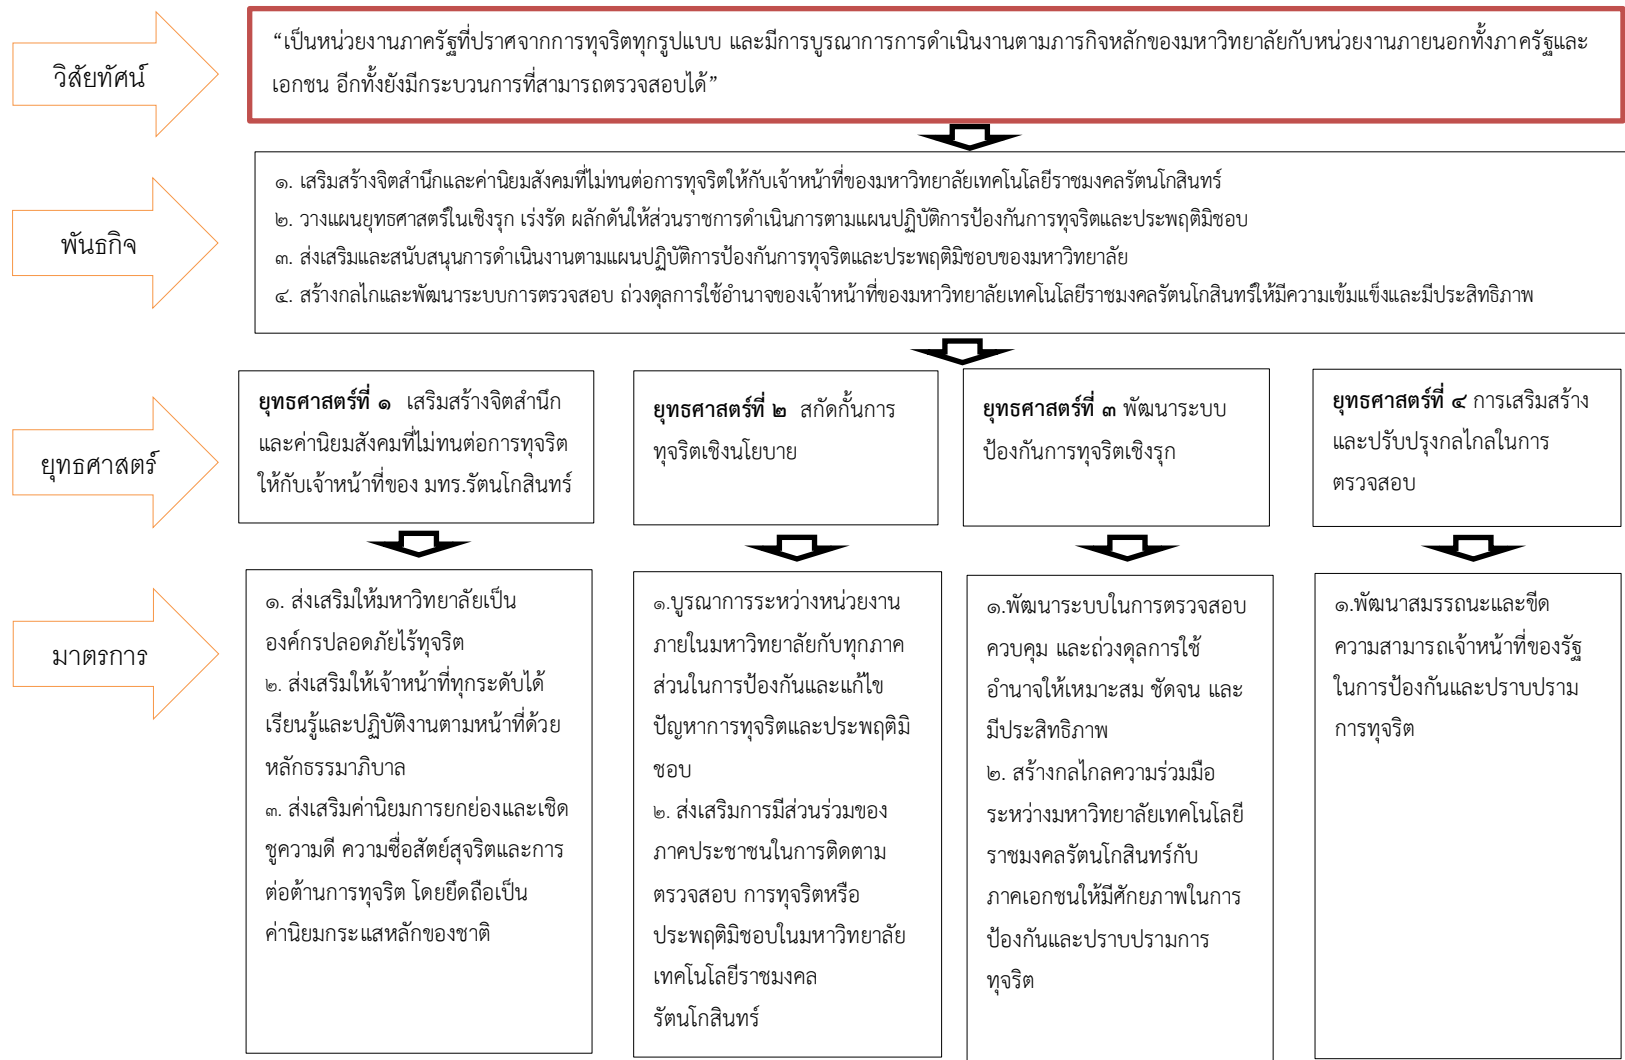 วิสัยทัศน์
“เป็นหน่วยงานภาครัฐที่ปราศจากการทุจริตทุกรูปแบบ และมีการบูรณาการการดำเนินงานตามภารกิจหลักของมหาวิทยาลัยกับหน่วยงานภายนอกทั้งภาครัฐและ
เอกชน อีกทั้งยังมีกระบวนการที่สามารถตรวจสอบได้”
พันธกิจ
๑. เสริมสร้างจิตสำนึกและค่านิยมสังคมที่ไม่ทนต่อการทุจริตให้กับเจ้าหน้าที่ของมหาวิทยาลัยเทคโนโลยีราชมงคลรัตนโกสินทร์
๒. วางแผนยุทธศาสตร์ในเชิงรุก เร่งรัด ผลักดันให้ส่วนราชการดำเนินการตามแผนปฏิบัติการป้องกันการทุจริตและประพฤติมิชอบ
๓. ส่งเสริมและสนับสนุนการดำเนินงานตามแผนปฏิบัติการป้องกันการทุจริตและประพฤติมิชอบของมหาวิทยาลัย
๔. สร้างกลไกและพัฒนาระบบการตรวจสอบ ถ่วงดุลการใช้อำนาจของเจ้าหน้าที่ของมหาวิทยาลัยเทคโนโลยีราชมงคลรัตนโกสินทร์ให้มีความเข้มแข็งและมีประสิทธิภาพ
ยุทธศาสตร์
ยุทธศาสตร์ที่ ๑ เสริมสร้างจิตสำนึก
และค่านิยมสังคมที่ไม่ทนต่อการทุจริต
ให้กับเจ้าหน้าที่ของ มทร.รัตนโกสินทร์
ยุทธศาสตร์ที่ ๒ สกัดกั้นการ
ทุจริตเชิงนโยบาย
ยุทธศาสตร์ที่ ๓ พัฒนาระบบ
ป้องกันการทุจริตเชิงรุก
ยุทธศาสตร์ที่ ๔ การเสริมสร้าง
และปรับปรุงกลไกลในการ
ตรวจสอบ
มาตรการ
๑. ส่งเสริมให้มหาวิทยาลัยเป็น
องค์กรปลอดภัยไร้ทุจริต
๒. ส่งเสริมให้เจ้าหน้าที่ทุกระดับได้
เรียนรู้และปฏิบัติงานตามหน้าที่ด้วย
หลักธรรมาภิบาล
๓. ส่งเสริมค่านิยมการยกย่องและเชิด
ชูความดี ความซื่อสัตย์สุจริตและการ
ต่อต้านการทุจริต โดยยึดถือเป็น
ค่านิยมกระแสหลักของชาติ
๑.บูรณาการระหว่างหน่วยงาน
ภายในมหาวิทยาลัยกับทุกภาค
ส่วนในการป้องกันและแก้ไข
ปัญหาการทุจริตและประพฤติมิ
ชอบ
๒. ส่งเสริมการมีส่วนร่วมของ
ภาคประชาชนในการติดตาม
ตรวจสอบ การทุจริตหรือ
ประพฤติมิชอบในมหาวิทยาลัย
เทคโนโลยีราชมงคล
รัตนโกสินทร์
๑.พัฒนาระบบในการตรวจสอบ
ควบคุม และถ่วงดุลการใช้
อำนาจให้เหมาะสม ชัดจน และ
มีประสิทธิภาพ
๒. สร้างกลไกลความร่วมมือ
ระหว่างมหาวิทยาลัยเทคโนโลยี
ราชมงคลรัตนโกสินทร์กับ
ภาคเอกชนให้มีศักยภาพในการ
ป้องกันและปราบปรามการ
ทุจริต
๑.พัฒนาสมรรถนะและขีด
ความสามารถเจ้าหน้าที่ของรัฐ
ในการป้องกันและปราบปราม
การทุจริต